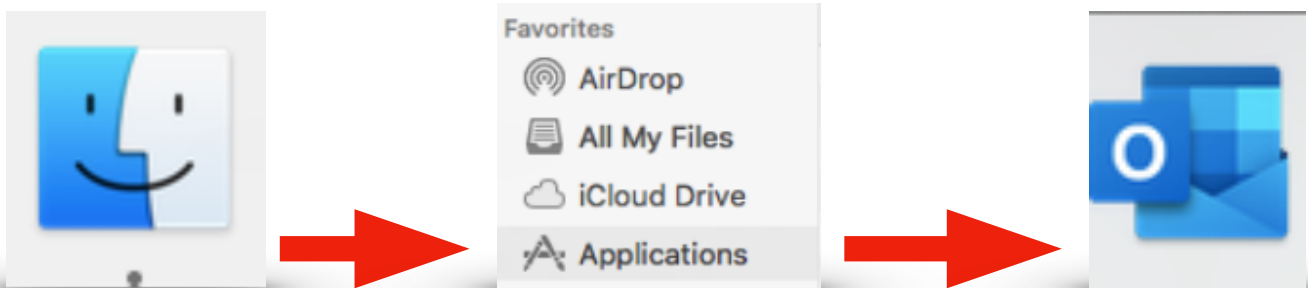 Favorites
AirDrop
All My Files
iCloud Drive
Applications
O